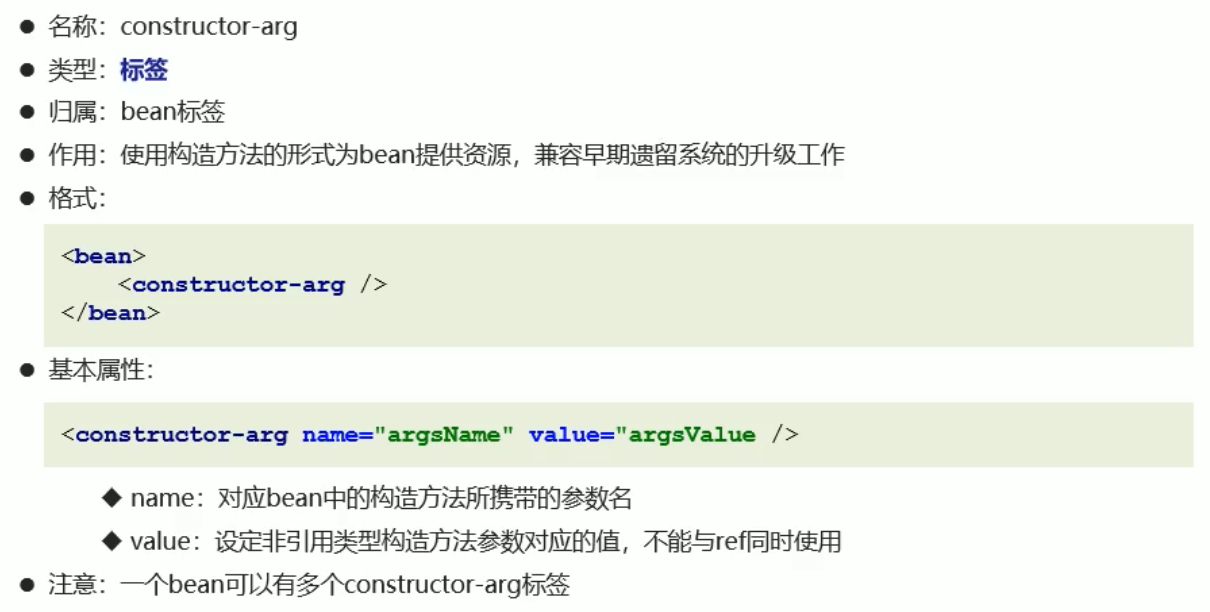 ● 名称：constructor-arg
● 类型：标签
● 归属：bean标签
● 作用：使用构造方法的形式为bean提供资源，兼容早期遗留系统的升级工作
● 格式：
<bean>
    <constructor-arg />
</bean>
● 基本属性：
<constructor-arg name="argsName" value="argsValue />
◆ name：对应bean中的构造方法所携带的参数名
◆ value：设定非引用类型构造方法参数对应的值，不能与ref同时使用
● 注意：一个bean可以有多个constructor-arg标签